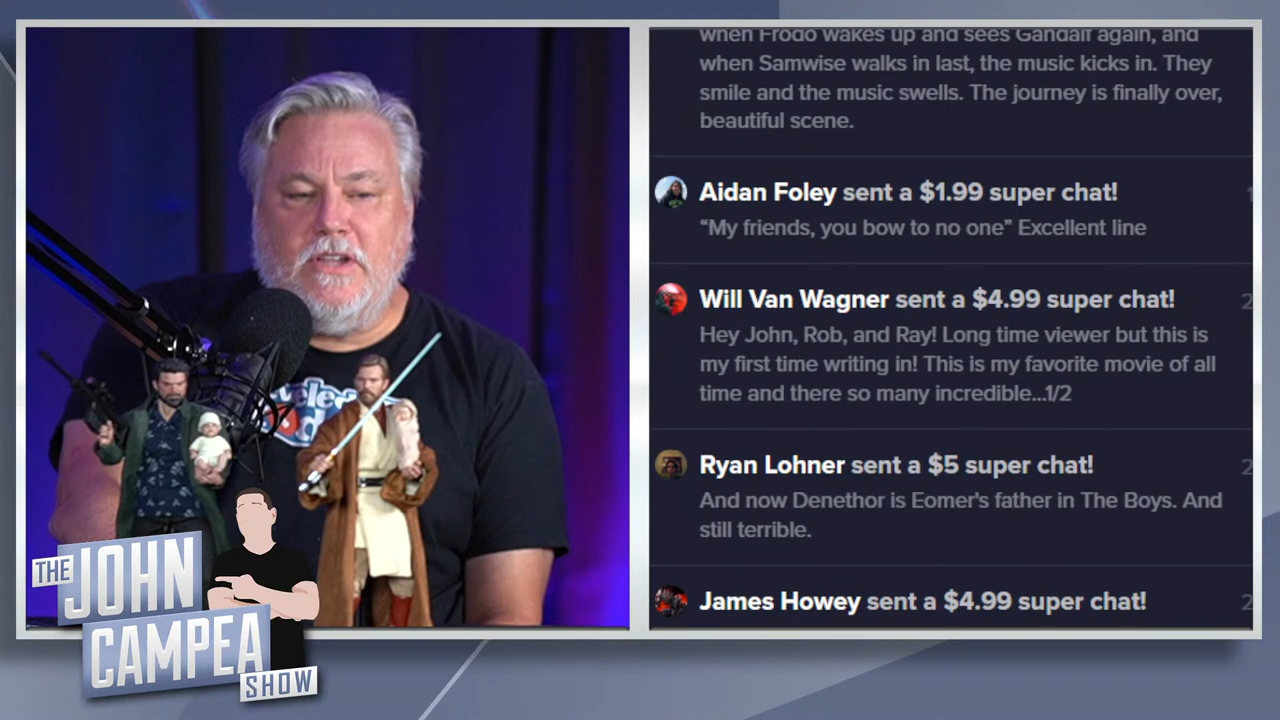 when Frodo wakes up and sees Gandalf again, and
when Samwise walks in last, the music kicks in. They
smile and the music swells. The journey is finally over,
beautiful scene.
Aidan Foley sent a $1.99 super chat!
“My friends, you bow to no one” Excellent line
Will Van Wagner sent a $4.99 super chat!
Hey John, Rob, and Ray! Long time viewer but this is
my first time writing in! This is my favorite movie of all
time and there so many incredible...1/2
Ryan Lohner sent a $5 super chat!
And now Denethor is Eomer's father in The Boys. And
still terrible.
James Howey sent a $4.99 super chat!
THE
JOHN
CAMPEA
SHOW